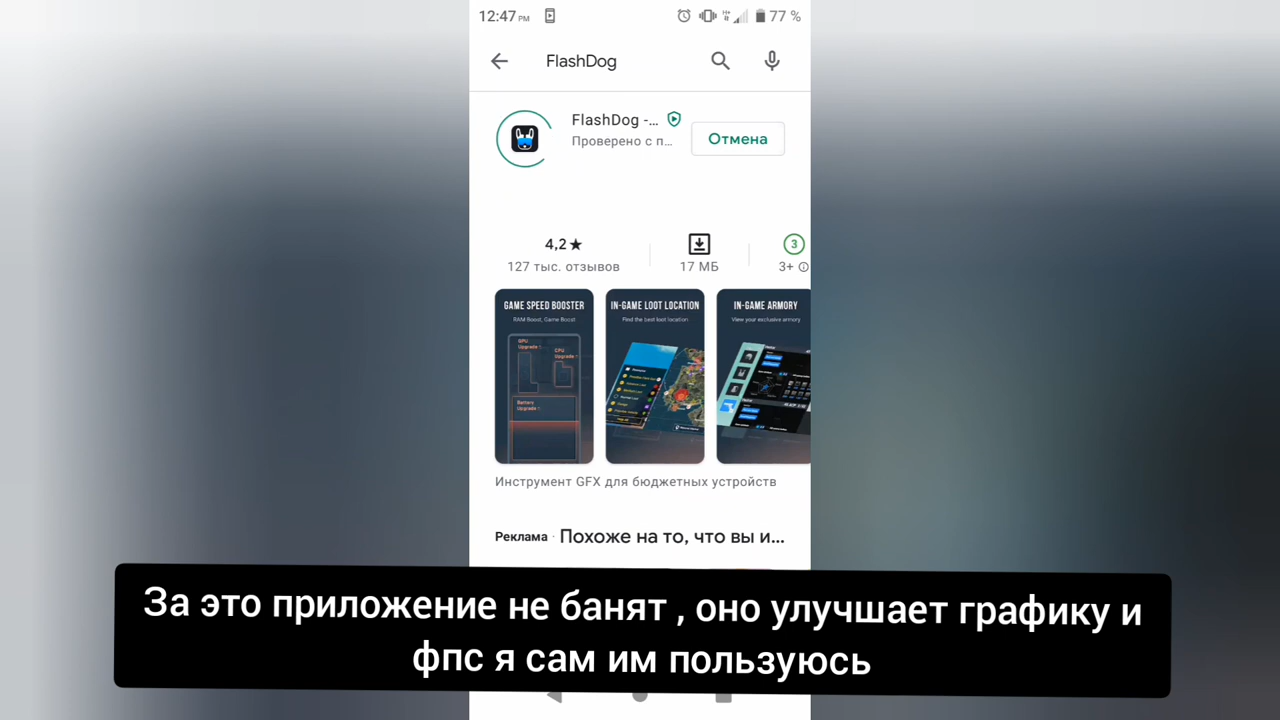 12:47 PM
77 %
FlashDog
FlashDog -...
Проверено с п...
Отмена
4,2★
127 тыс. отзывов
17 МБ
3
3+
GAME SPEED BOOSTER
RAM Boost, Game Boost
GPU
Upgrade
CPU
Upgrade
Battery
Upgrade
IN-GAME LOOT LOCATION
Find the best loot location
IN-GAME ARMORY
View your exclusive armory
Инструмент GFX для бюджетных устройств
Реклама · Похоже на то, что вы и...
За это приложение не банят , оно улучшает графику и
фпс я сам им пользуюсь